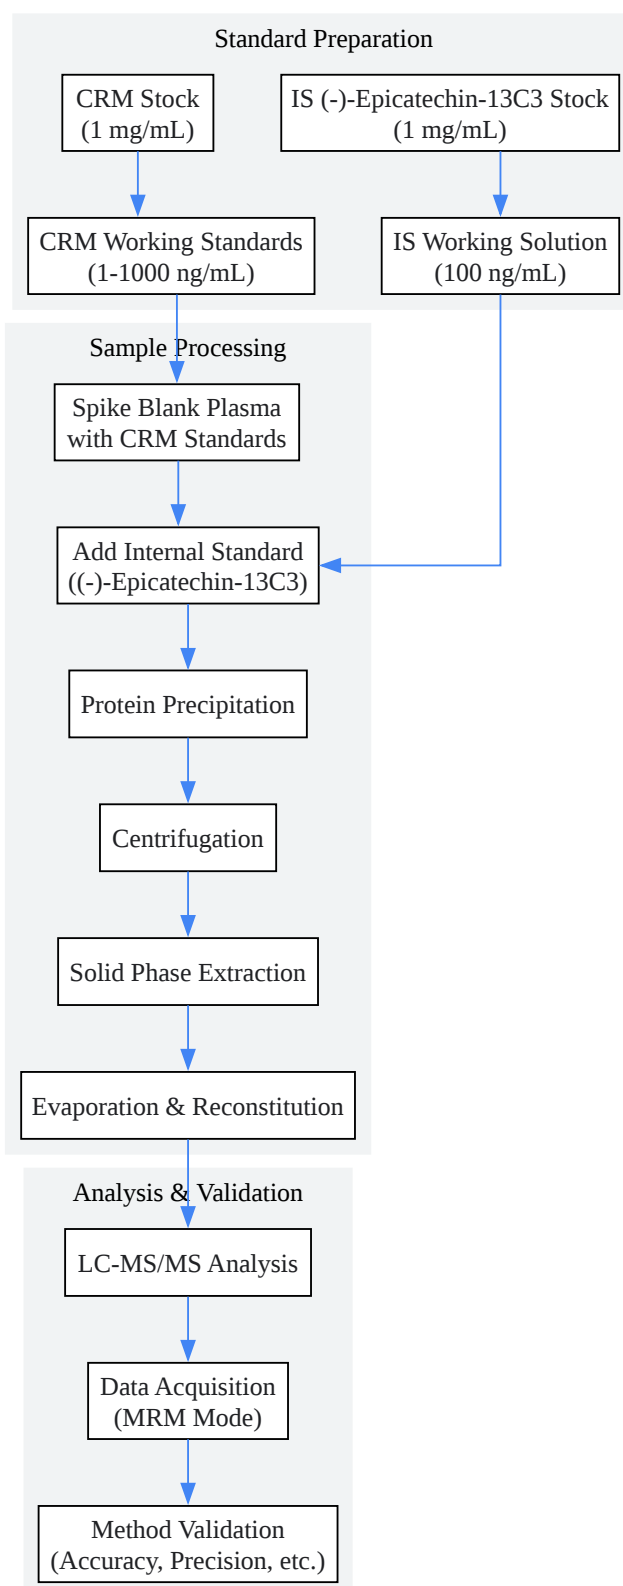 Standard Preparation
CRM Stock
(1 mg/mL)
IS (-)-Epicatechin-13C3 Stock
(1 mg/mL)
CRM Working Standards
(1-1000 ng/mL)
IS Working Solution
(100 ng/mL)
Sample Processing
Spike Blank Plasma
with CRM Standards
Add Internal Standard
((-)-Epicatechin-13C3)
Protein Precipitation
Centrifugation
Solid Phase Extraction
Evaporation & Reconstitution
Analysis & Validation
LC-MS/MS Analysis
Data Acquisition
(MRM Mode)
Method Validation
(Accuracy, Precision, etc.)